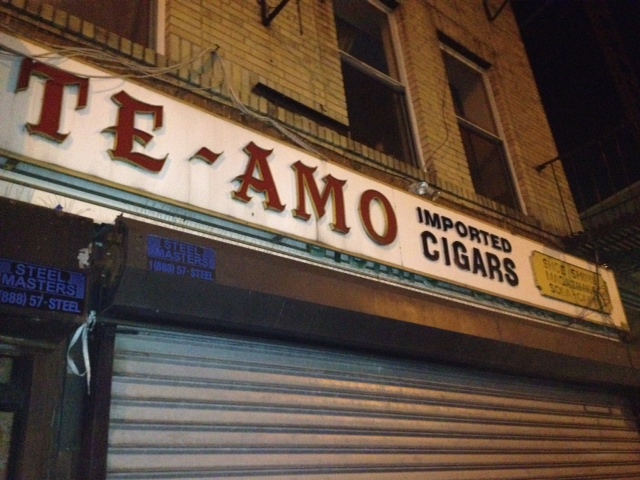 TE-AMO
IMPORTED
CIGARS
STEEL
MASTERS
(888) 57-STEEL
STEEL
MASTERS
(888) 57-STEEL